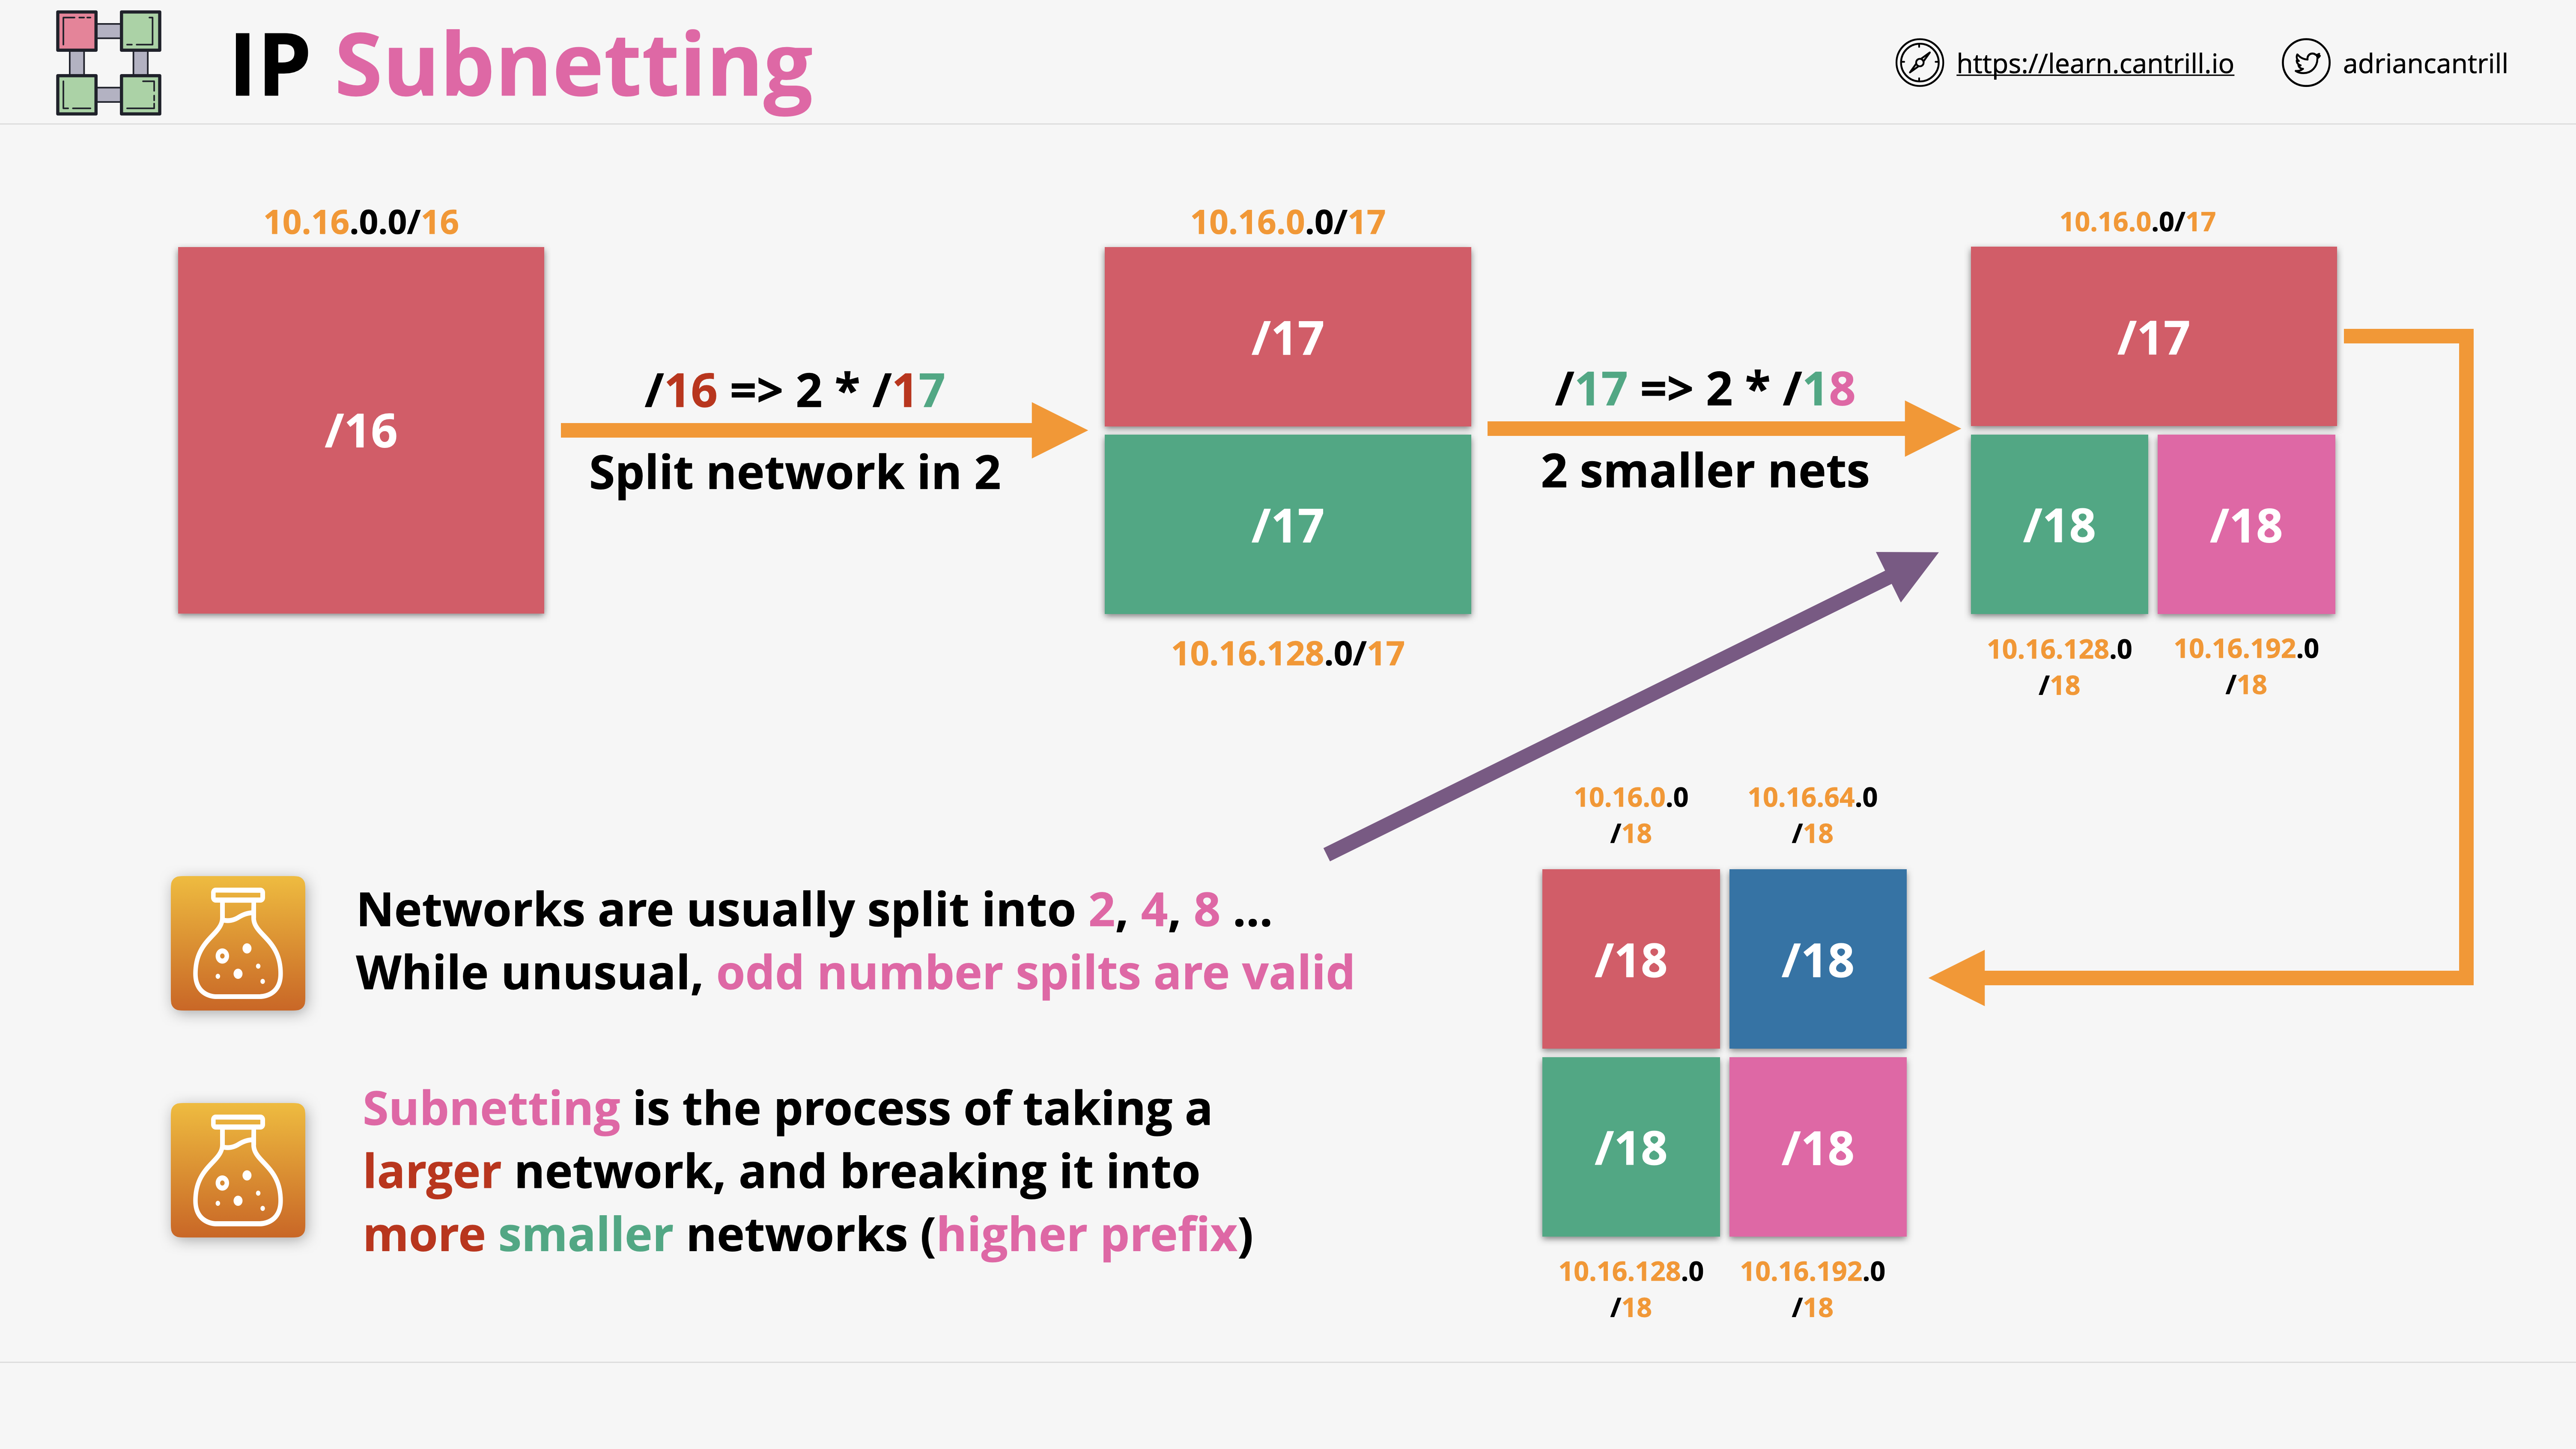 IP Subnetting
https://learn.cantrill.io
adriancantrill
10.16.0.0/16
/16
/16 => 2 * /17
Split network in 2
10.16.0.0/17
/17
/17
10.16.128.0/17
/17 => 2 * /18
2 smaller nets
10.16.0.0/17
/17
/18
/18
10.16.128.0
/18
10.16.192.0
/18
Networks are usually split into 2, 4, 8 ...
While unusual, odd number spilts are valid
Subnetting is the process of taking a
larger network, and breaking it into
more smaller networks (higher prefix)
10.16.0.0
/18
10.16.64.0
/18
/18
/18
/18
/18
10.16.128.0
/18
10.16.192.0
/18